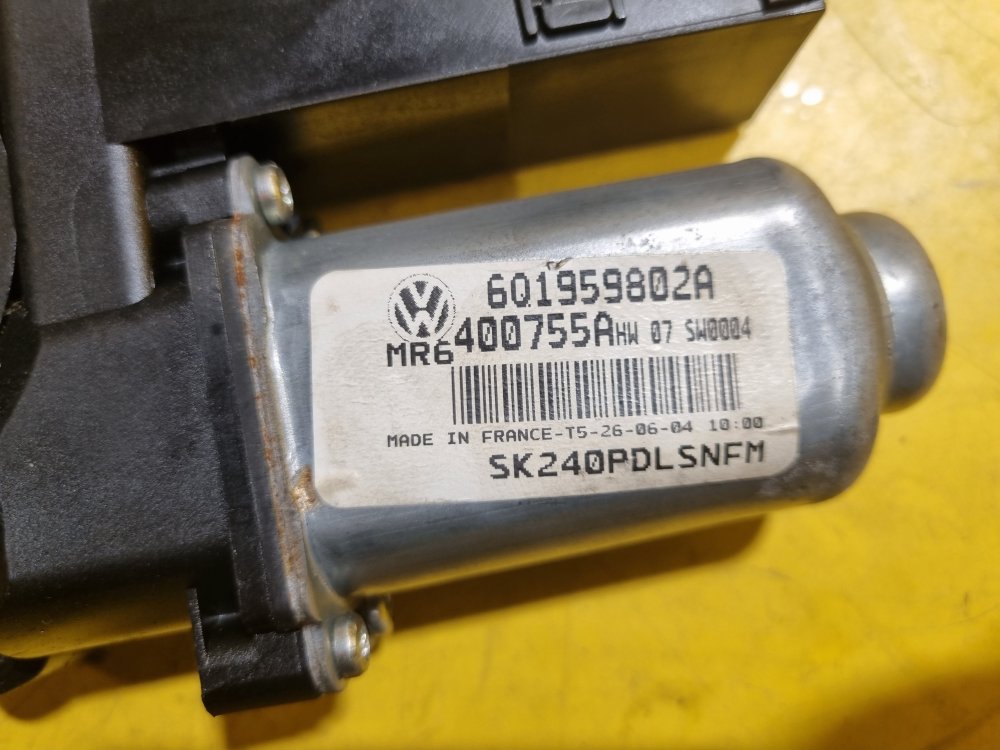 6Q1959802A
MR6400755A HW 07 SW0004
MADE IN FRANCE-T5-26-06-04 10:00
SK240PDLSNFM